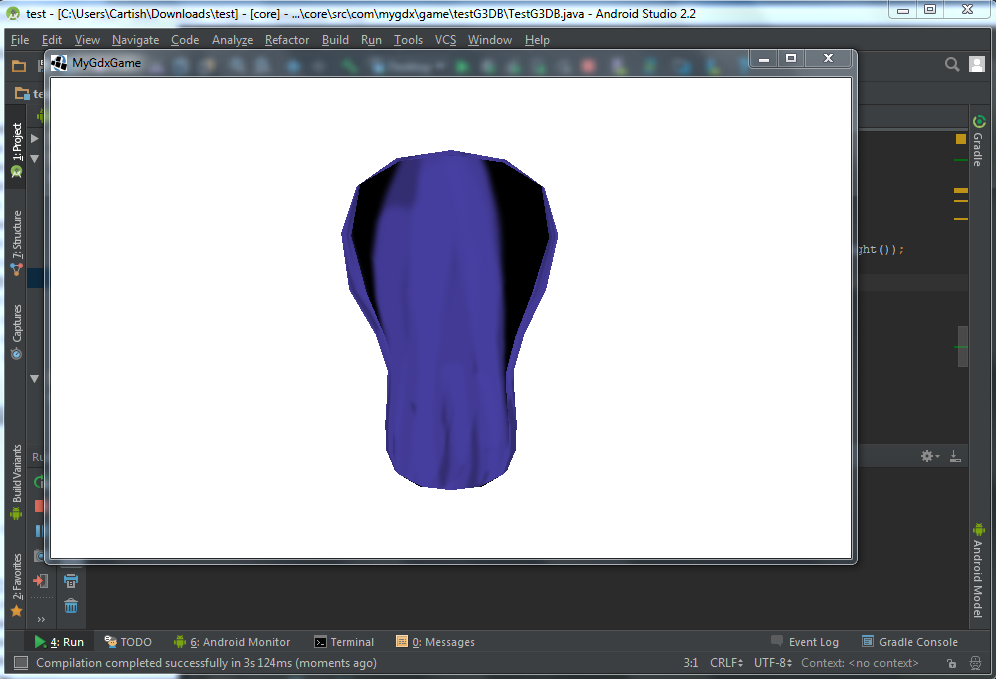 test - [C:\Users\Cartish\Downloads\test] - [core] - ...\core\src\com\mygdx\game\testG3DB\TestG3DB.java - Android Studio 2.2
File Edit View Navigate Code Analyze Refactor Build Run Tools VCS Window Help
MyGdxGame
te
1: Project
7: Structure
Captures
Build Variants
2: Favorites
Gradle
ght());
Ru
Android Model
4: Run TODO 6: Android Monitor Terminal 0: Messages Event Log Gradle Console
Compilation completed successfully in 3s 124ms (moments ago) 3:1 CRLF UTF-8 Context: <no context>